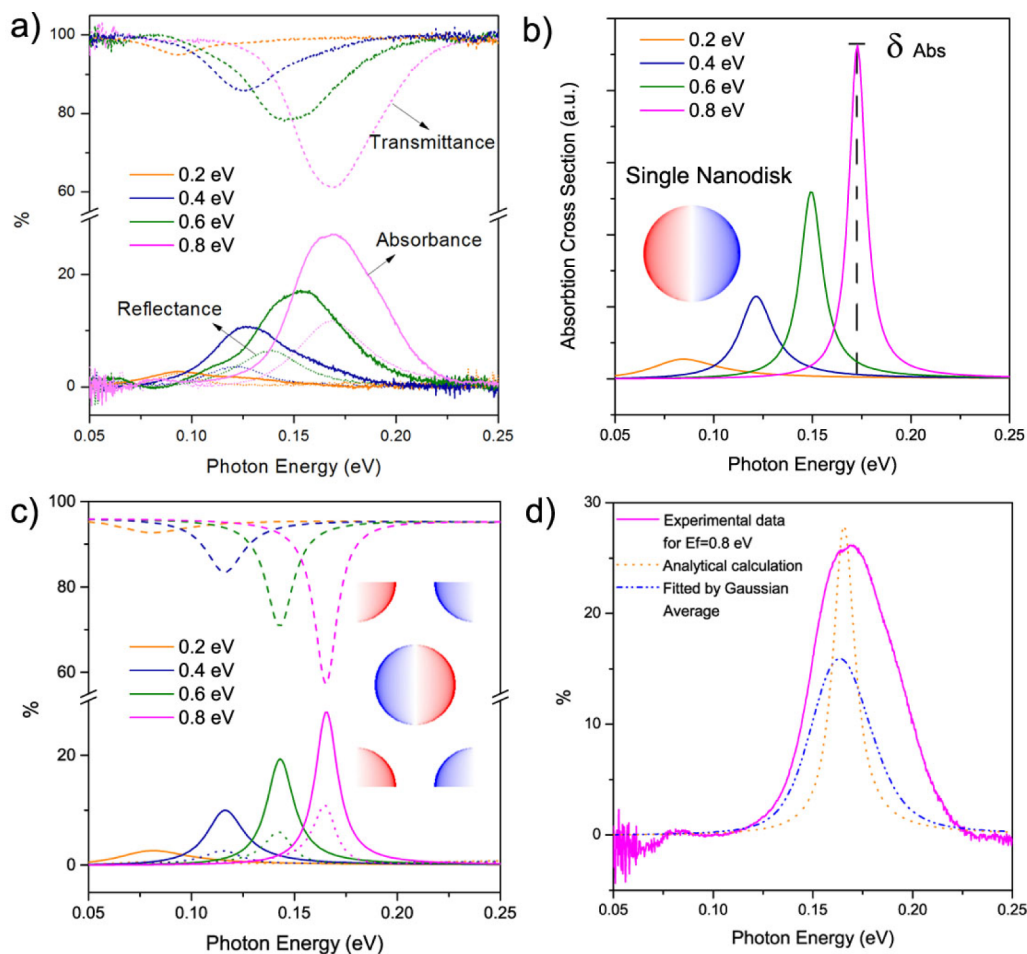 a)
100
80
60
20
0
%
Transmittance
0.2 eV
0.4 eV
0.6 eV
0.8 eV
Absorbance
Reflectance
0.05 0.10 0.15 0.20 0.25
Photon Energy (eV)
b)
0.2 eV
0.4 eV
0.6 eV
0.8 eV
δ Abs
Single Nanodisk
Absorbtion Cross Section (a.u.)
0.05 0.10 0.15 0.20 0.25
Photon Energy (eV)
c)
100
80
60
20
0
%
0.2 eV
0.4 eV
0.6 eV
0.8 eV
0.05 0.10 0.15 0.20 0.25
Photon Energy (eV)
d)
30
20
10
0
%
Experimental data
for Ef=0.8 eV
Analytical calculation
Fitted by Gaussian
Average
0.05 0.10 0.15 0.20 0.25
Photon Energy (eV)